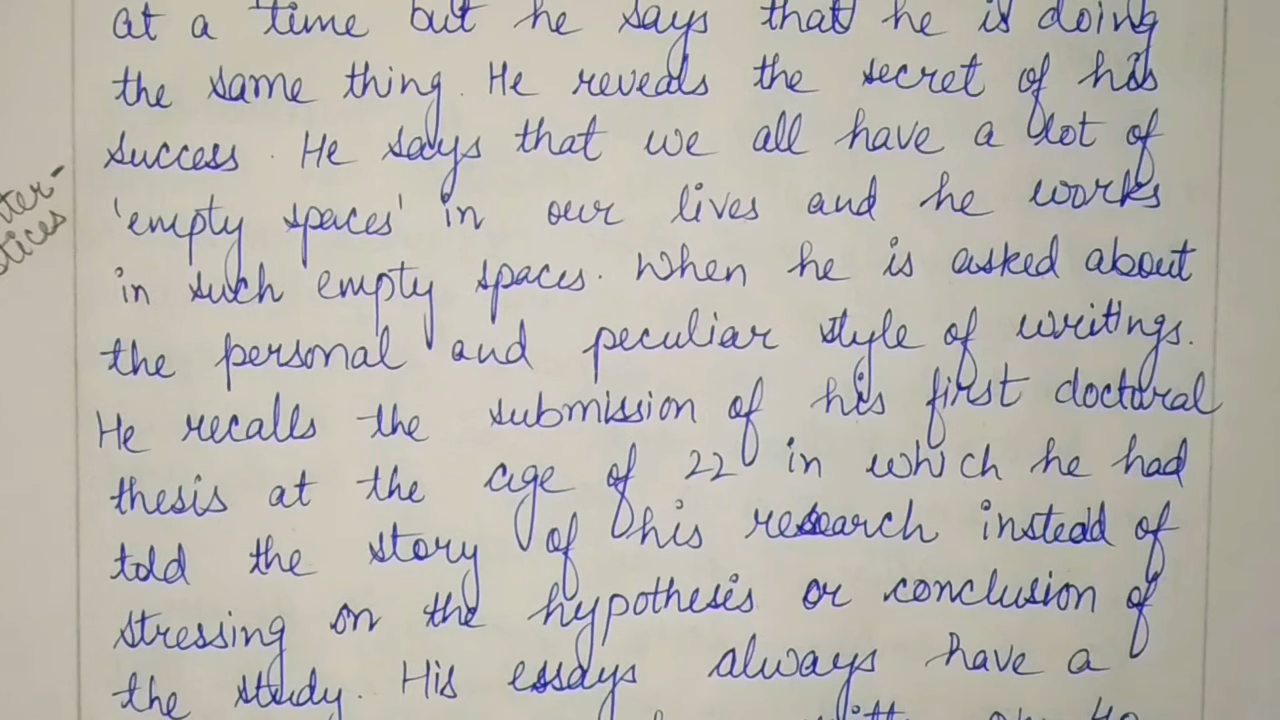 at a time but he says that he is doing
the same thing. He reveals the secret of his
success. He says that we all have a lot of
'empty spaces' in our lives and he works
in such empty spaces. When he is asked about
the personal and peculiar style of writings.
He recalls the submission of his first doctoral
thesis at the age of 22 in which he had
told the story of his research instead of
stressing on the hypothesis or conclusion of
the study. His essays always have a